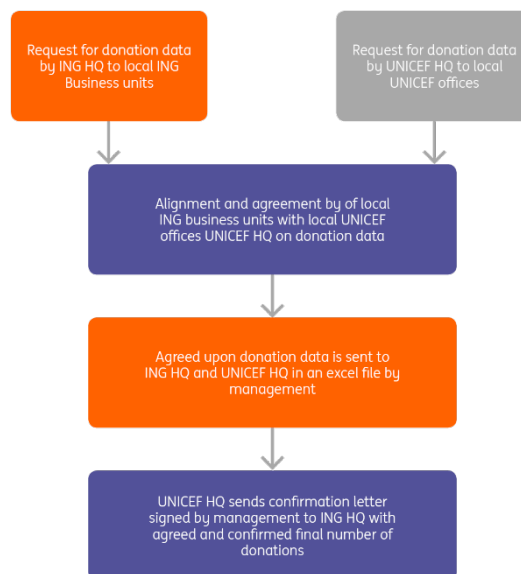 Request for donation data
by ING HQ to local ING
Business units
Request for donation data
by UNICEF HQ to local
UNICEF offices
Alignment and agreement by of local
ING business units with local UNICEF
offices UNICEF HQ on donation data
Agreed upon donation data is sent to
ING HQ and UNICEF HQ in an excel file by
management
UNICEF HQ sends confirmation letter
signed by management to ING HQ with
agreed and confirmed final number of
donations